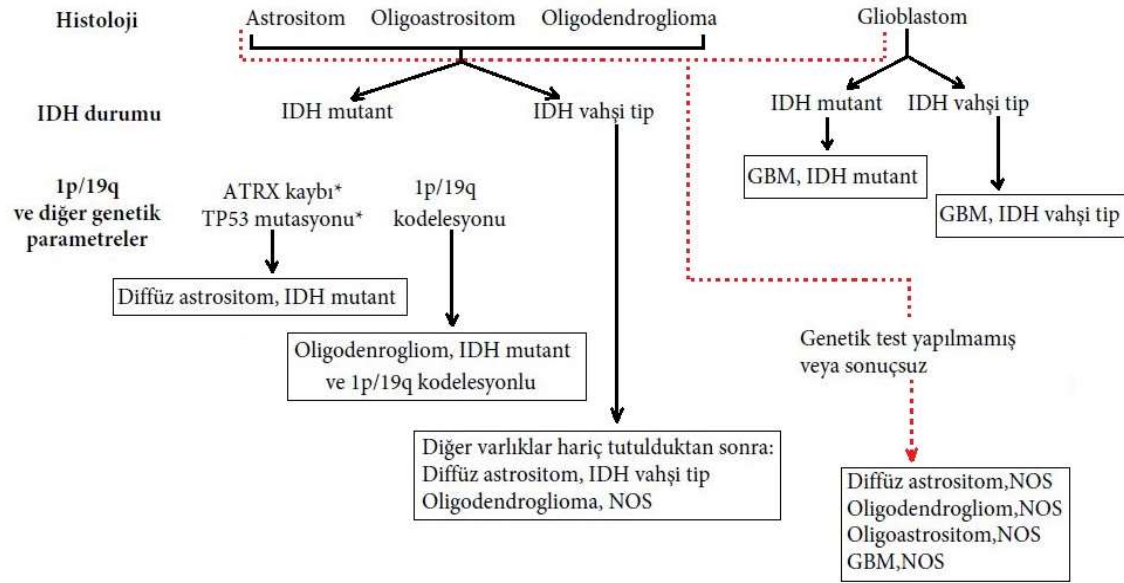 Histoloji
Astrositom Oligoastrositom Oligodendroglioma
Glioblastom
IDH durumu
IDH mutant
IDH vahşi tip
IDH mutant
IDH vahşi tip
GBM, IDH mutant
GBM, IDH vahşi tip
1p/19q
ve diğer genetik
parametreler
ATRX kaybı*
TP53 mutasyonu*
1p/19q
kodelesyonu
Diffüz astrositom, IDH mutant
Oligodenrogliom, IDH mutant
ve 1p/19q kodelesyonlu
Genetik test yapılmamış
veya sonuçsuz
Diğer varlıklar hariç tutulduktan sonra:
Diffüz astrositom, IDH vahşi tip
Oligodendroglioma, NOS
Diffüz astrositom,NOS
Oligodendrogliom,NOS
Oligoastrositom,NOS
GBM,NOS